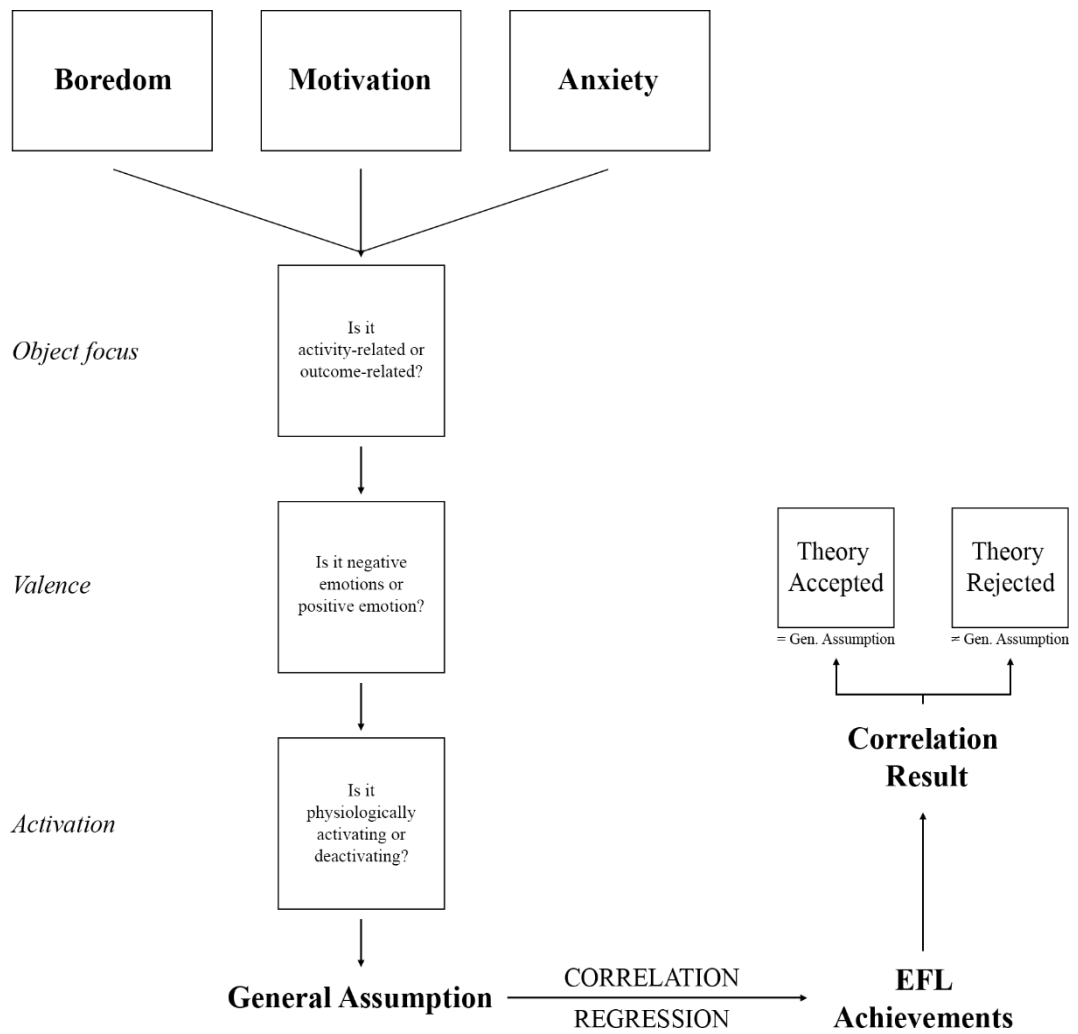 Boredom
Motivation
Anxiety
Object focus
Is it
activity-related or
outcome-related?
Valence
Is it negative
emotions or
positive emotion?
Activation
Is it
physiologically
activating or
deactivating?
General Assumption
CORRELATION
REGRESSION
EFL
Achievements
Correlation
Result
Theory
Accepted
= Gen. Assumption
Theory
Rejected
≠ Gen. Assumption